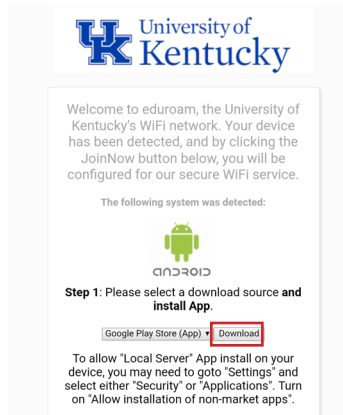 University of
Kentucky
Welcome to eduroam, the University of
Kentucky's WiFi network. Your device
has been detected, and by clicking the
JoinNow button below, you will be
configured for our secure WiFi service.
The following system was detected:
ANDROID
Step 1: Please select a download source and
install App.
Google Play Store (App) ▾ Download
To allow "Local Server" App install on your
device, you may need to goto "Settings" and
select either "Security" or "Applications". Turn
on "Allow installation of non-market apps".